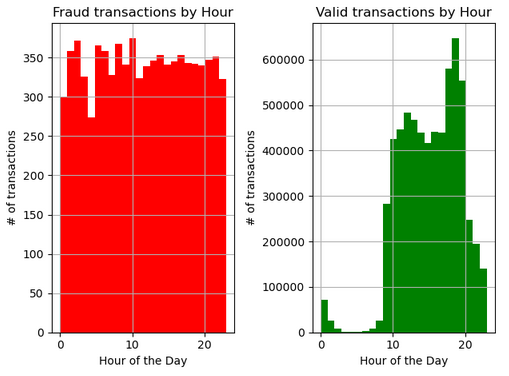 Fraud transactions by Hour
350
300
250
200
150
100
50
0
# of transactions
0 10 20
Hour of the Day
Valid transactions by Hour
600000
500000
400000
300000
200000
100000
0
# of transactions
0 10 20
Hour of the Day